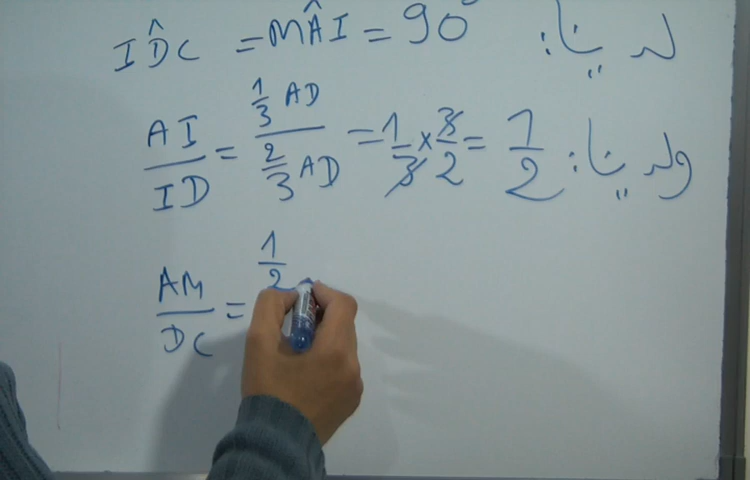 لدينا: IDC = MAI = 90°
ولدينا: AI/ID = (1/3 AD)/(2/3 AD) = 1/3 × 3/2 = 1/2
AM/DC = 1/2